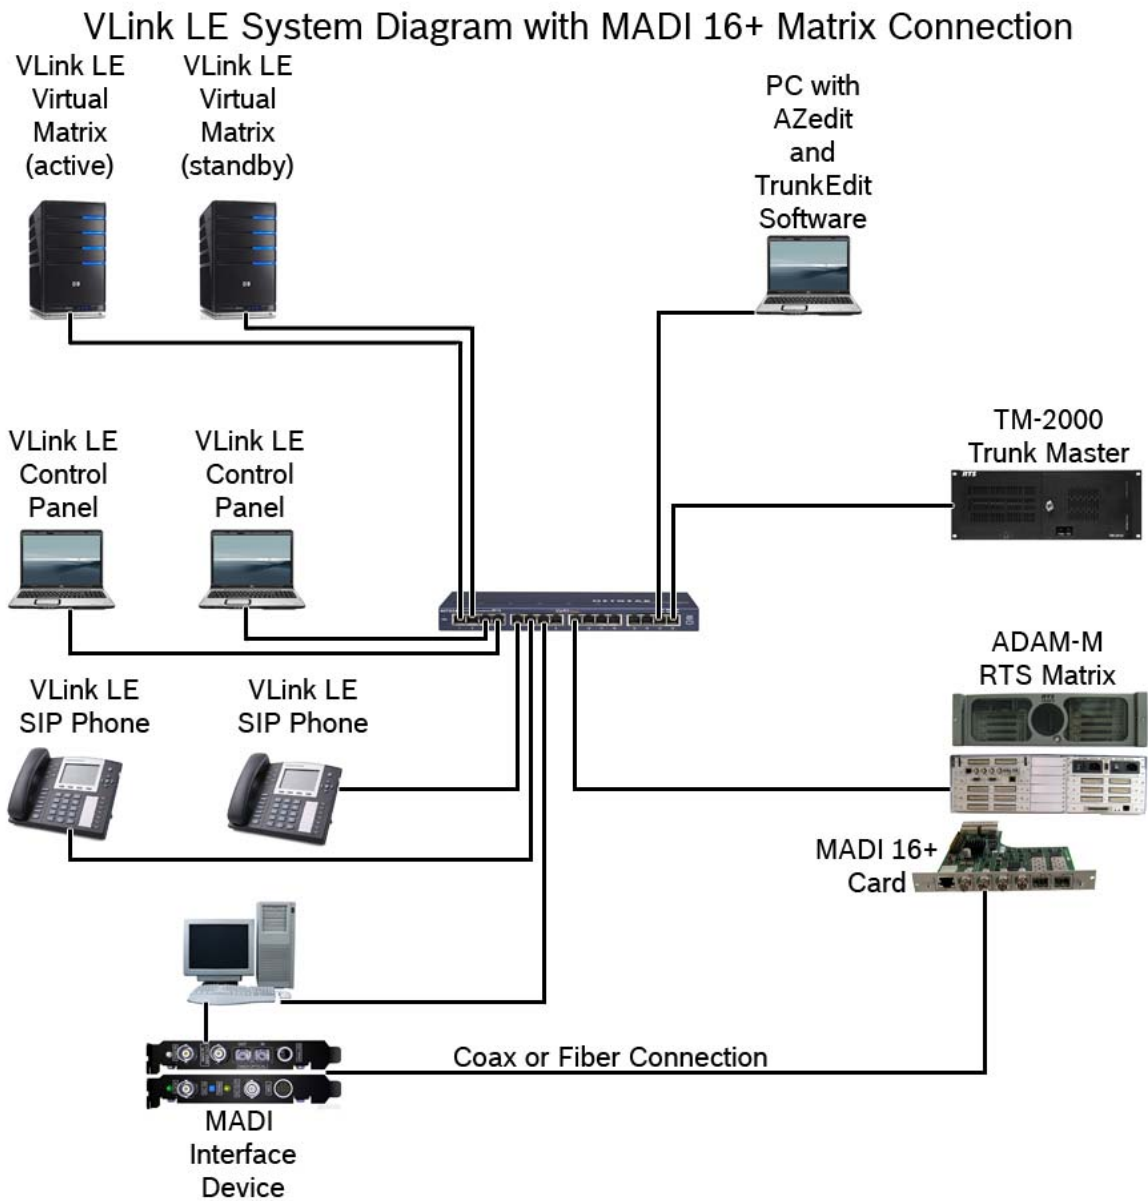 VLink LE System Diagram with MADI 16+ Matrix Connection
VLink LE
Virtual
Matrix
(active)
VLink LE
Virtual
Matrix
(standby)
PC with
AZedit
and
TrunkEdit
Software
TM-2000
Trunk Master
RTS
VLink LE
Control
Panel
VLink LE
Control
Panel
NETGEAR
ADAM-M
RTS Matrix
RTS
VLink LE
SIP Phone
VLink LE
SIP Phone
MADI 16+
Card
Coax or Fiber Connection
MADI
Interface
Device